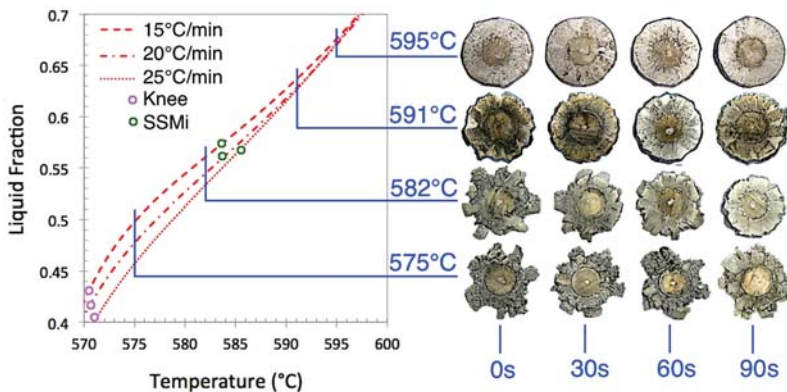 0.7
0.65
0.6
0.55
0.5
0.45
0.4
Liquid Fraction
15°C/min
20°C/min
25°C/min
Knee
SSMi
570
575
580
585
590
595
600
Temperature (°C)
595°C
591°C
582°C
575°C
0s
30s
60s
90s